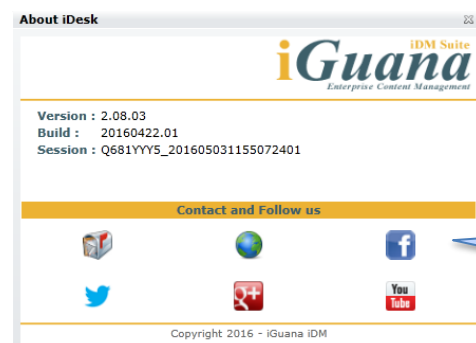 About iDesk
iDM Suite
iGuana
Enterprise Content Management
Version : 2.08.03
Build : 20160422.01
Session : Q681YYY5_201605031155072401
Contact and Follow us
f
g+
You
Tube
Copyright 2016 - iGuana iDM